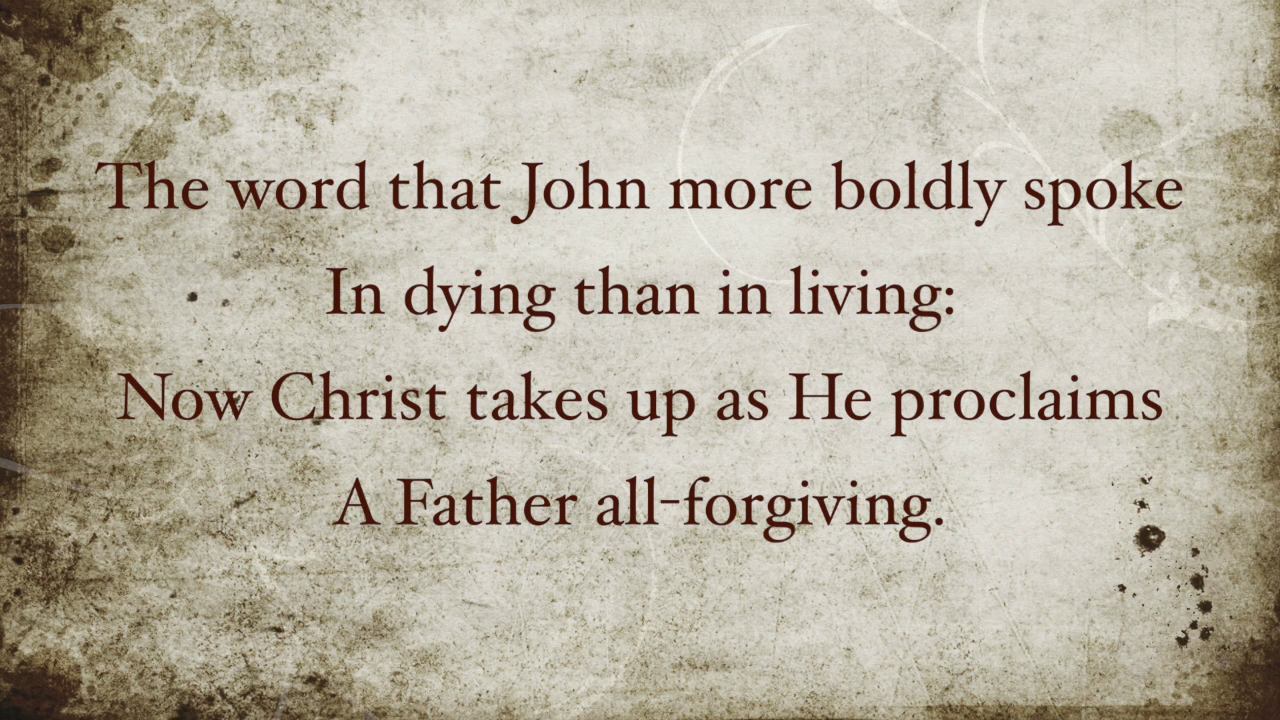 The word that John more boldly spoke
In dying than in living:
Now Christ takes up as He proclaims
A Father all-forgiving.